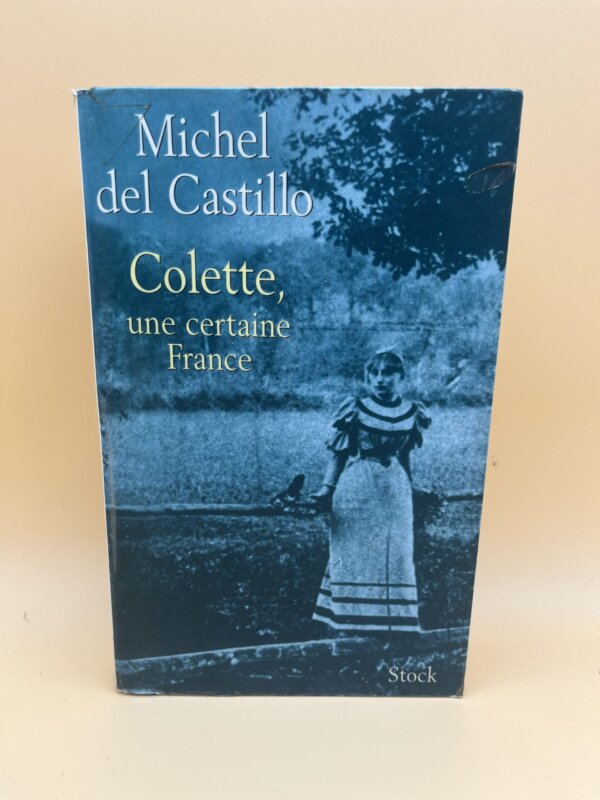 Michel
del Castillo
Colette,
une certaine
France
Stock